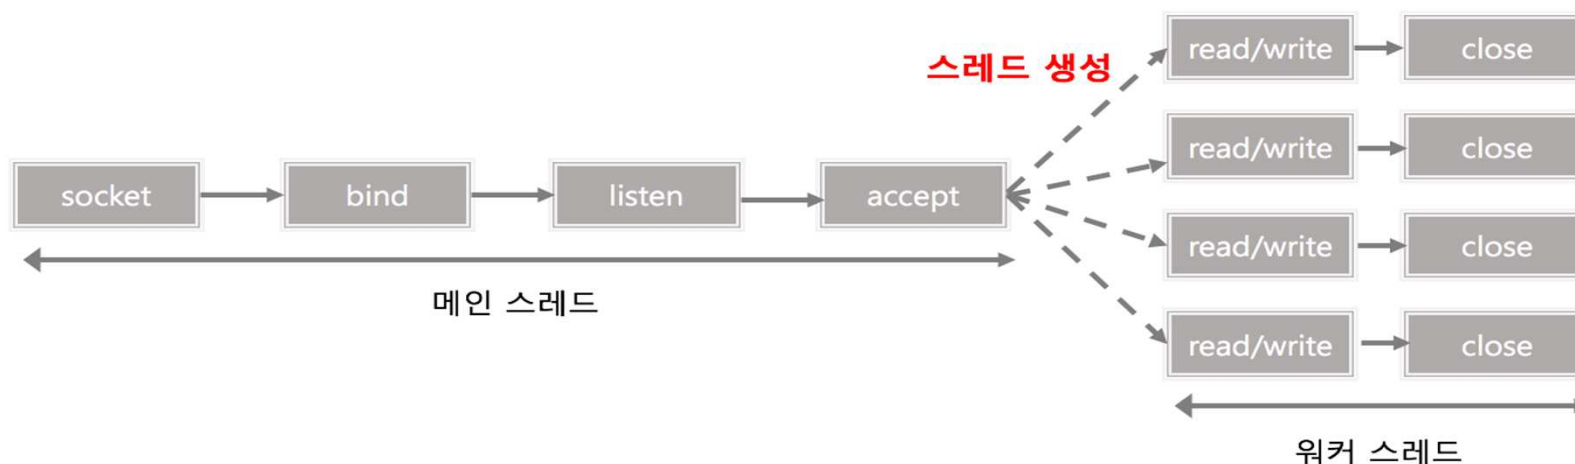 스레드 생성
read/write close
read/write close
socket bind listen accept
read/write close
메인 스레드
read/write close
워커 스레드